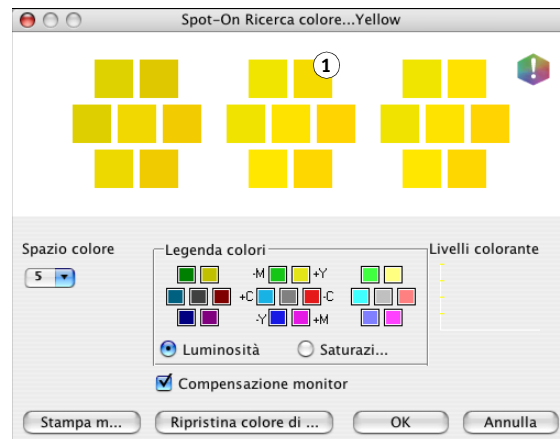 Spot-On Ricerca colore...Yellow
1
Spazio colore
5
Legenda colori
-M +Y
+C -C
-Y +M
Luminosità
Saturazi...
Livelli colorante
Compensazione monitor
Stampa m...
Ripristina colore di ...
OK
Annulla